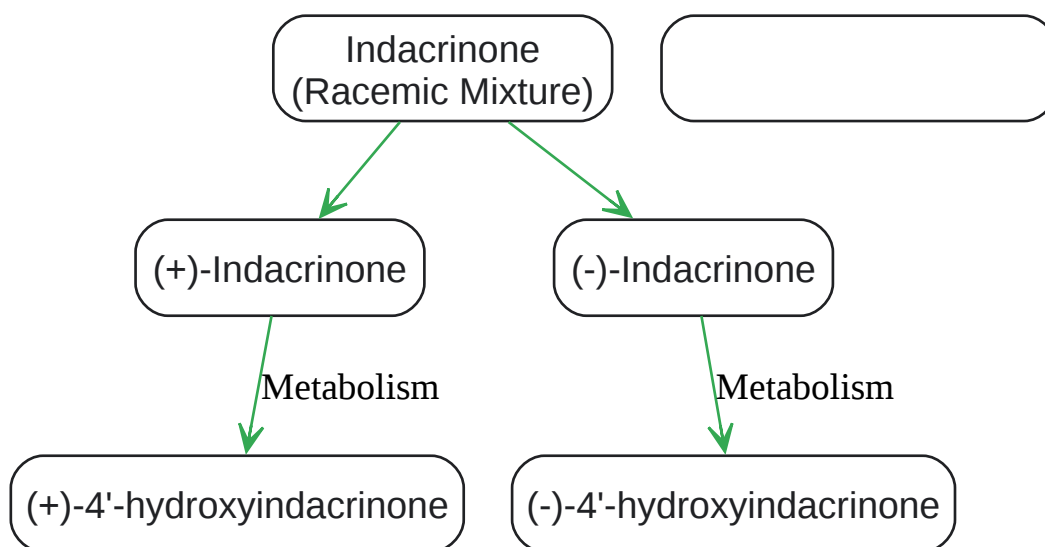 Indacrinone
(Racemic Mixture)
(+)-Indacrinone
(-)-Indacrinone
Metabolism
Metabolism
(+)-4'-hydroxyindacrinone
(-)-4'-hydroxyindacrinone